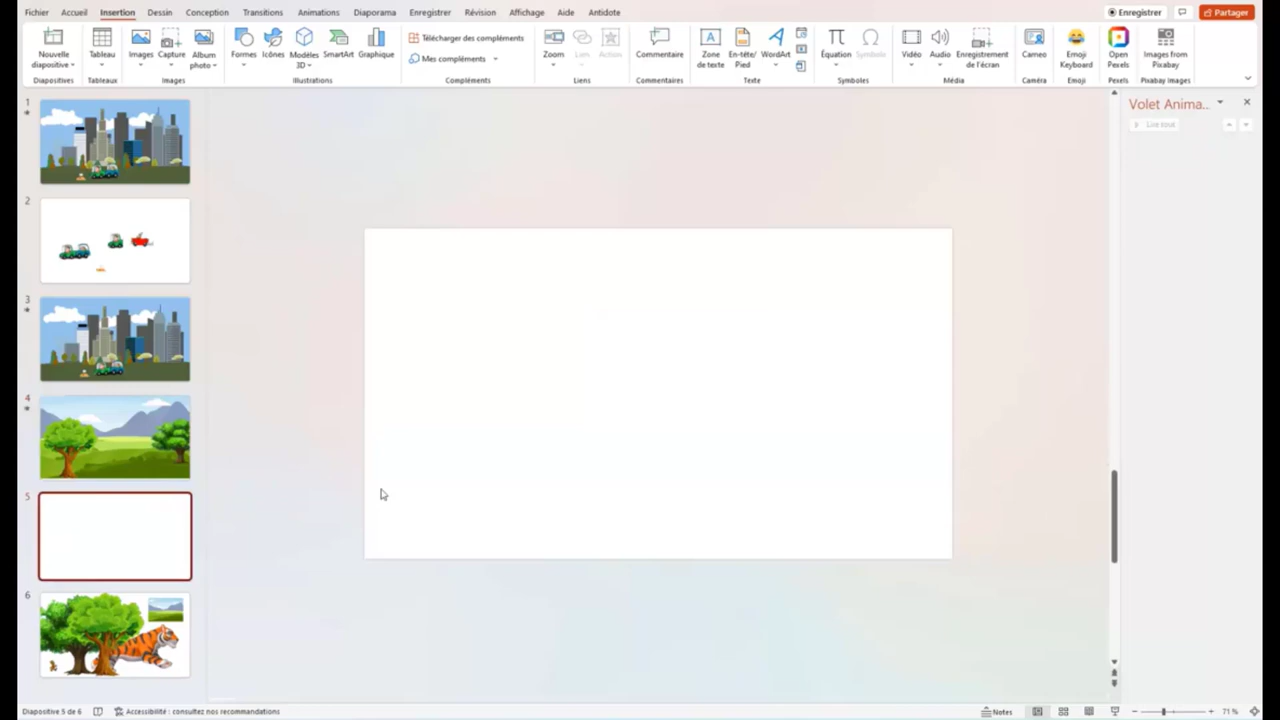 Fichier Accueil Insertion Dessin Conception Transitions Animations Diaporama Enregistrer Révision Affichage Aide Antidote Enregistrer Partager
Nouvelle diapositive
Tableau
Images
Capture
Album photo
Formes
Icônes
Modèles 3D
SmartArt
Graphique
Télécharger des compléments
Mes compléments
Zoom
Lien
Action
Commentaire
Zone de texte
En-tête/ Pied
WordArt
Équation
Symbole
Vidéo
Audio
Enregistrement de l'écran
Cameo
Emoji Keyboard
Open Pexels
Images from Pixabay
Diapositives Tableaux Images Illustrations Compléments Liens Commentaires Texte Symboles Média Caméra Emoji Pexels Pixabay Images
Volet Anima...
Lire tout
1
2
3
4
5
6
Diapositive 5 de 6 Accessibilité : consultez nos recommandations Notes 71 %